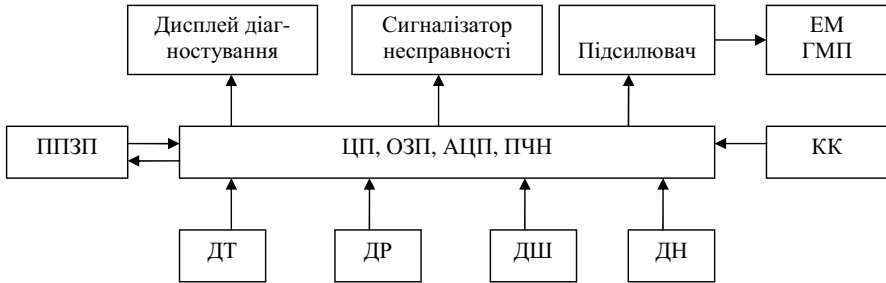 Дисплей діаг-
ностування
Сигналізатор
несправності
Підсилювач
ЕМ
ГМП
ППЗП
ЦП, ОЗП, АЦП, ПЧН
КК
ДТ
ДР
ДШ
ДН